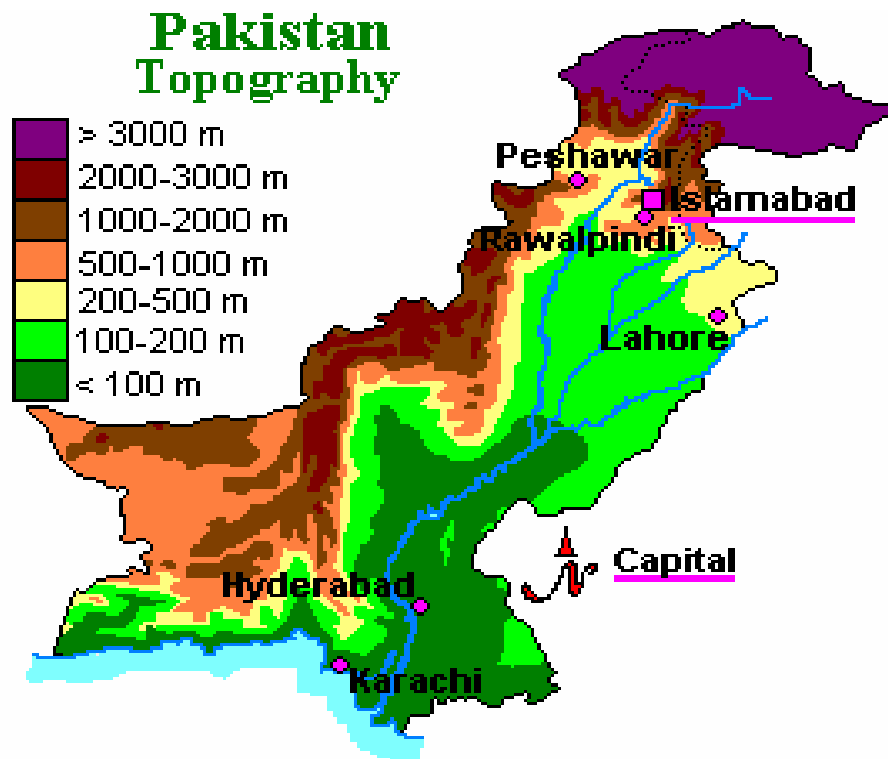 Pakistan
Topography
> 3000 m
2000-3000 m
1000-2000 m
500-1000 m
200-500 m
100-200 m
< 100 m
Peshawar
Islamabad
Rawalpindi
Lahore
Capital
Hyderabad
Karachi
N